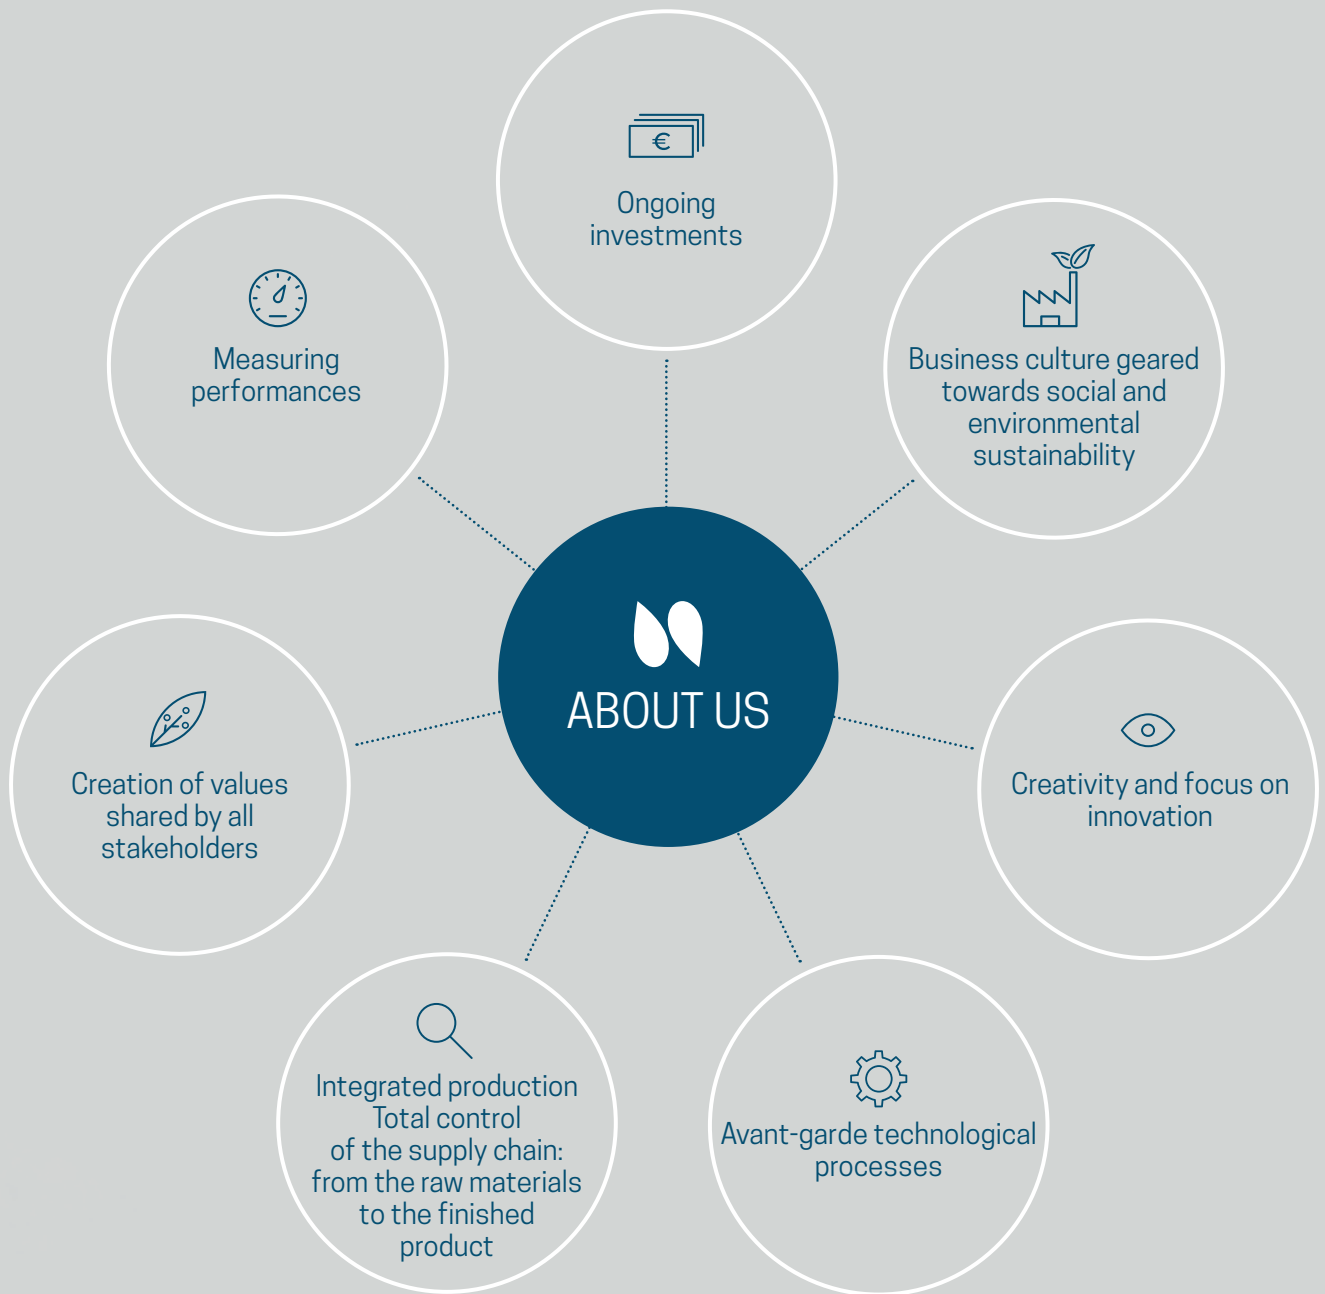 €
Ongoing
investments
Measuring
performances
Business culture geared
towards social and
environmental
sustainability
ABOUT US
Creation of values
shared by all
stakeholders
Creativity and focus on
innovation
Integrated production
Total control
of the supply chain:
from the raw materials
to the finished
product
Avant-garde technological
processes